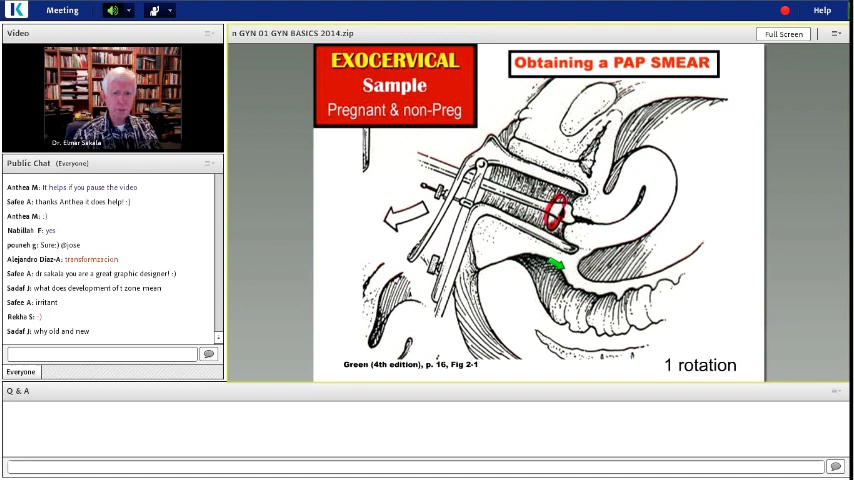 K Meeting Help
Video
n GYN 01 GYN BASICS 2014.zip
Full Screen
EXOCERVICAL
Sample
Pregnant & non-Preg
Obtaining a PAP SMEAR
Dr. Elmar Sakala
Public Chat (Everyone)
Anthea M: It helps if you pause the video
Safee A: thanks Anthea it does help! :)
Anthea M: :)
Nabillah F: yes
pouneh g: Sure:) @jose
Alejandro Diaz-A: transformzacion
Safee A: dr sakala you are a great graphic designer! :)
Sadaf J: what does development of t zone mean
Safee A: irritant
Rekha S: :)
Sadaf J: why old and new
Everyone
Green (4th edition), p. 16, Fig 2-1
1 rotation
Q & A